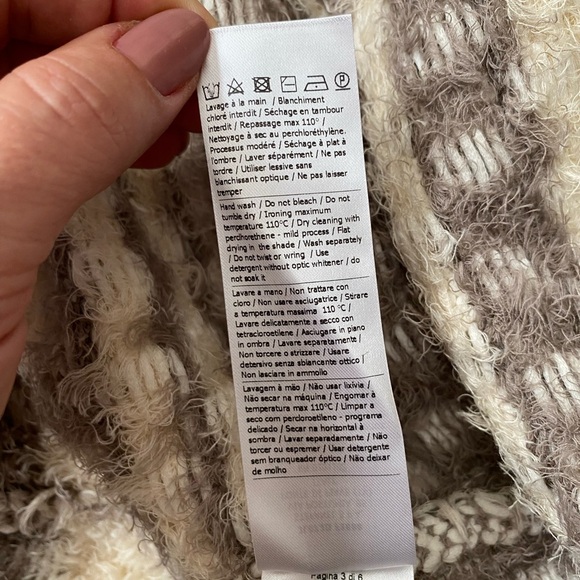 Lavage à la main / Blanchiment
chloré interdit / Séchage en tambour
interdit / Repassage max 110° /
Nettoyage à sec au perchloréthylène.
Processus modéré / Séchage à plat à
l'ombre / Laver séparément / Ne pas
tordre / Utiliser lessive sans
blanchissant optique / Ne pas laisser
tremper
Hand wash / Do not bleach / Do not
tumble dry / Ironing maximum
temperature 110°C / Dry cleaning with
perclhorethene - mild process / Flat
drying in the shade / Wash separately
/ Do not twist or wring / Use
detergent without optic whitener / do
not soak it
Lavare a mano / Non trattare con
cloro / Non usare asciugatrice / Stirare
a temperatura massima 110 °C /
Lavare delicatamente a secco con
tetracloroetilene / Asciugare in piano
in ombra / Lavare separatamente /
Non torcere o strizzare / Usare
detersivo senza sbiancante ottico /
Non lasciare in ammollo
Lavagem à mão / Não usar lixívia /
Não secar na máquina / Engomar à
temperatura max 110°C / Limpar a
seco com percloroetileno - programa
delicado / Secar na horizontal à
sombra / Lavar separadamente / Não
torcer ou espremer / Usar detergente
sem branqueador óptico / Não deixar
de molho
Pagina 3 di 6